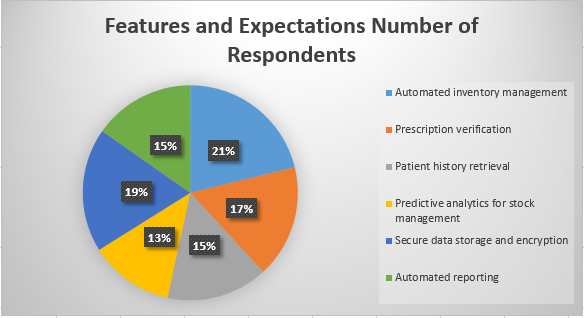 Features and Expectations Number of
Respondents
21%
17%
15%
13%
19%
15%
Automated inventory management
Prescription verification
Patient history retrieval
Predictive analytics for stock
management
Secure data storage and encryption
Automated reporting